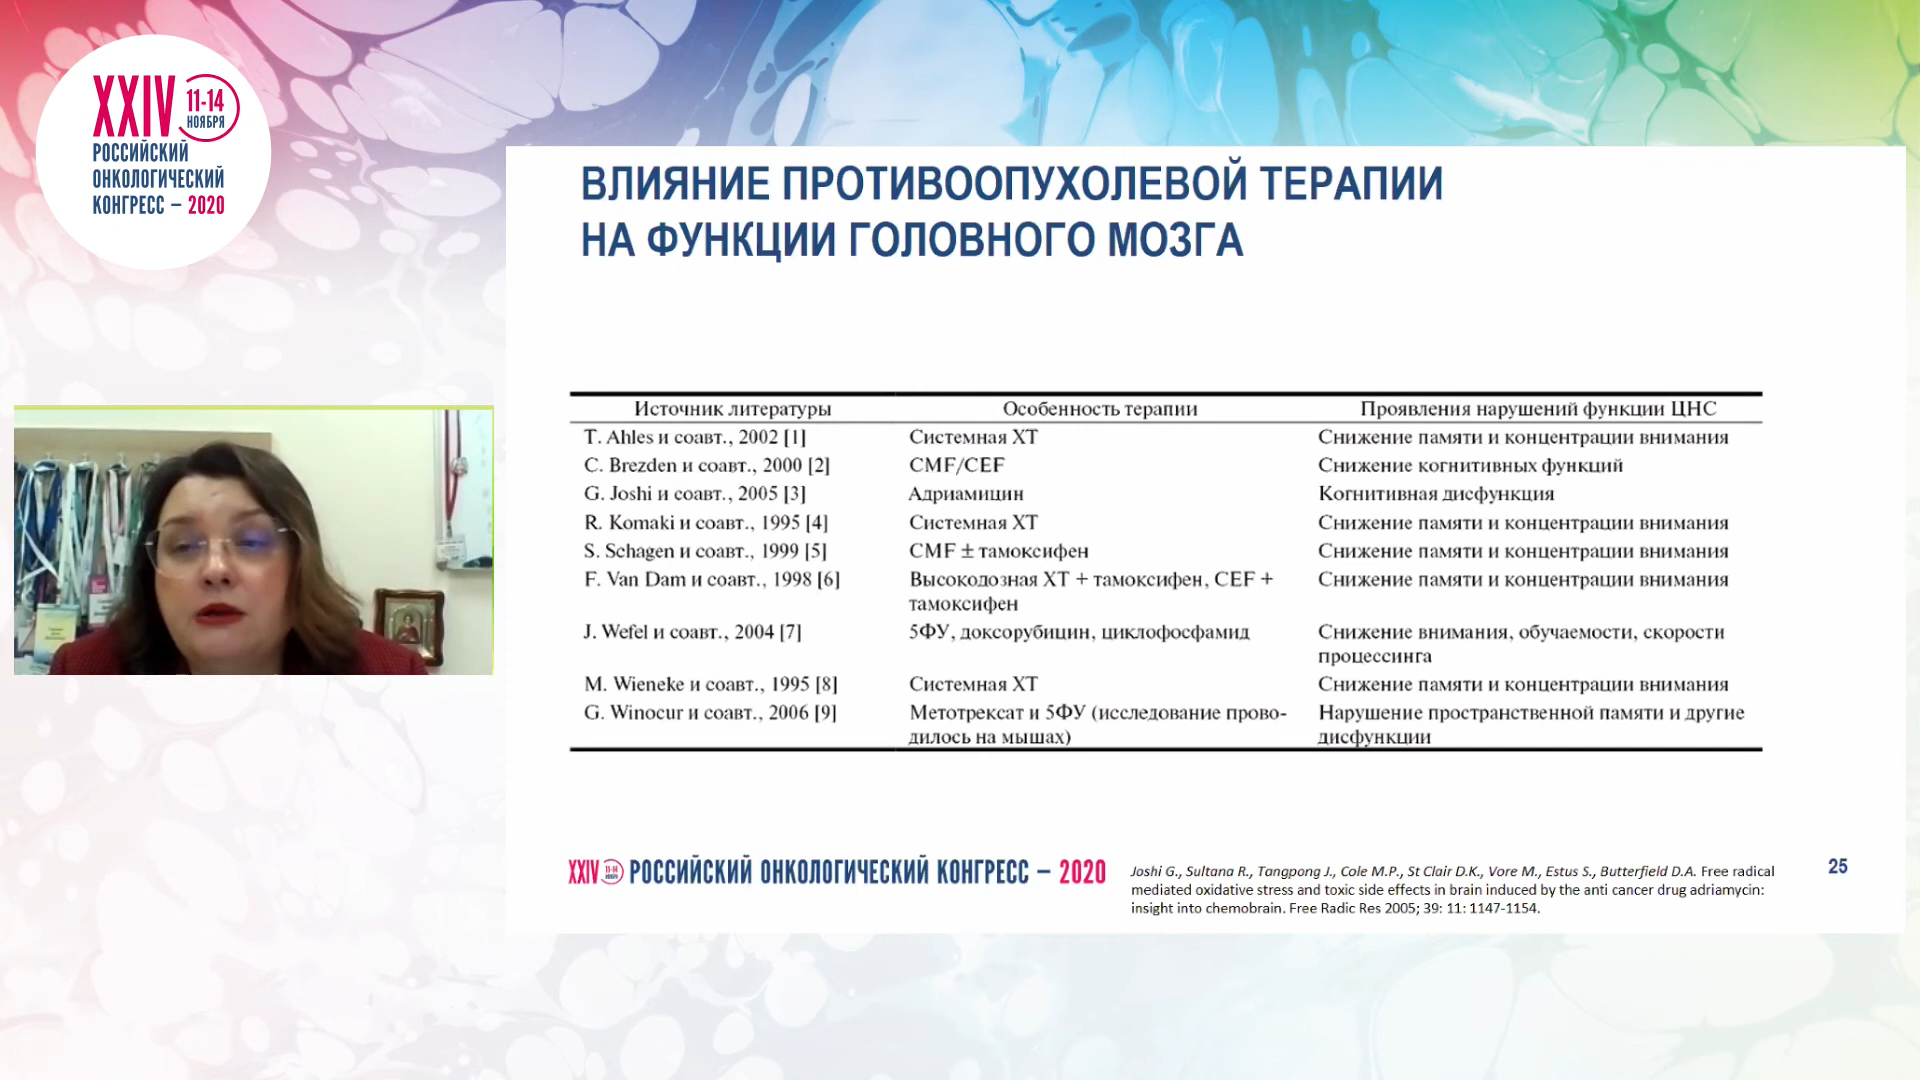 XXIV 11-14
НОЯБРЯ
РОССИЙСКИЙ
ОНКОЛОГИЧЕСКИЙ
КОНГРЕСС – 2020
ВЛИЯНИЕ ПРОТИВООПУХОЛЕВОЙ ТЕРАПИИ
НА ФУНКЦИИ ГОЛОВНОГО МОЗГА
Источник литературы Особенность терапии Проявления нарушений функции ЦНС
T. Ahles и соавт., 2002 [1] Системная ХТ Снижение памяти и концентрации внимания
C. Brezden и соавт., 2000 [2] CMF/CEF Снижение когнитивных функций
G. Joshi и соавт., 2005 [3] Адриамицин Когнитивная дисфункция
R. Komaki и соавт., 1995 [4] Системная ХТ Снижение памяти и концентрации внимания
S. Schagen и соавт., 1999 [5] CMF ± тамоксифен Снижение памяти и концентрации внимания
F. Van Dam и соавт., 1998 [6] Высокодозная ХТ + тамоксифен, CEF + Снижение памяти и концентрации внимания
тамоксифен
J. Wefel и соавт., 2004 [7] 5ФУ, доксорубицин, циклофосфамид Снижение внимания, обучаемости, скорости
процессинга
M. Wieneke и соавт., 1995 [8] Системная ХТ Снижение памяти и концентрации внимания
G. Winocur и соавт., 2006 [9] Метотрексат и 5ФУ (исследование прово- Нарушение пространственной памяти и другие
дилось на мышах) дисфункции
XXIV 11-14 НОЯБРЯ РОССИЙСКИЙ ОНКОЛОГИЧЕСКИЙ КОНГРЕСС – 2020
Joshi G., Sultana R., Tangpong J., Cole M.P., St Clair D.K., Vore M., Estus S., Butterfield D.A. Free radical
mediated oxidative stress and toxic side effects in brain induced by the anti cancer drug adriamycin:
insight into chemobrain. Free Radic Res 2005; 39: 11: 1147-1154.
25